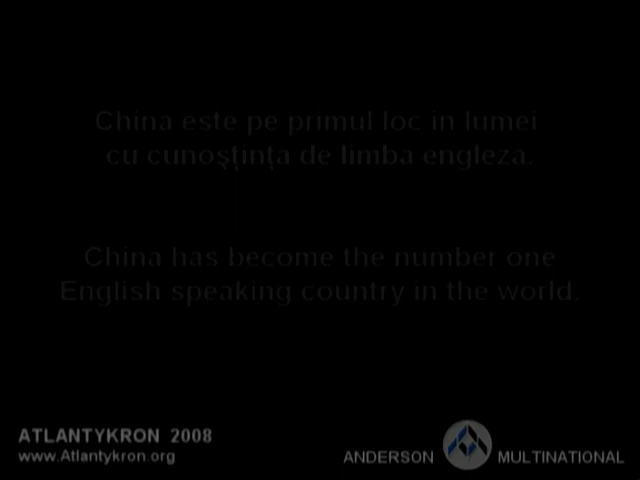 China este pe primul loc in lumei
cu cunoștința de limba engleza.
China has become the number one
English speaking country in the world.
ATLANTYKRON 2008
www.Atlantykron.org
ANDERSON MULTINATIONAL